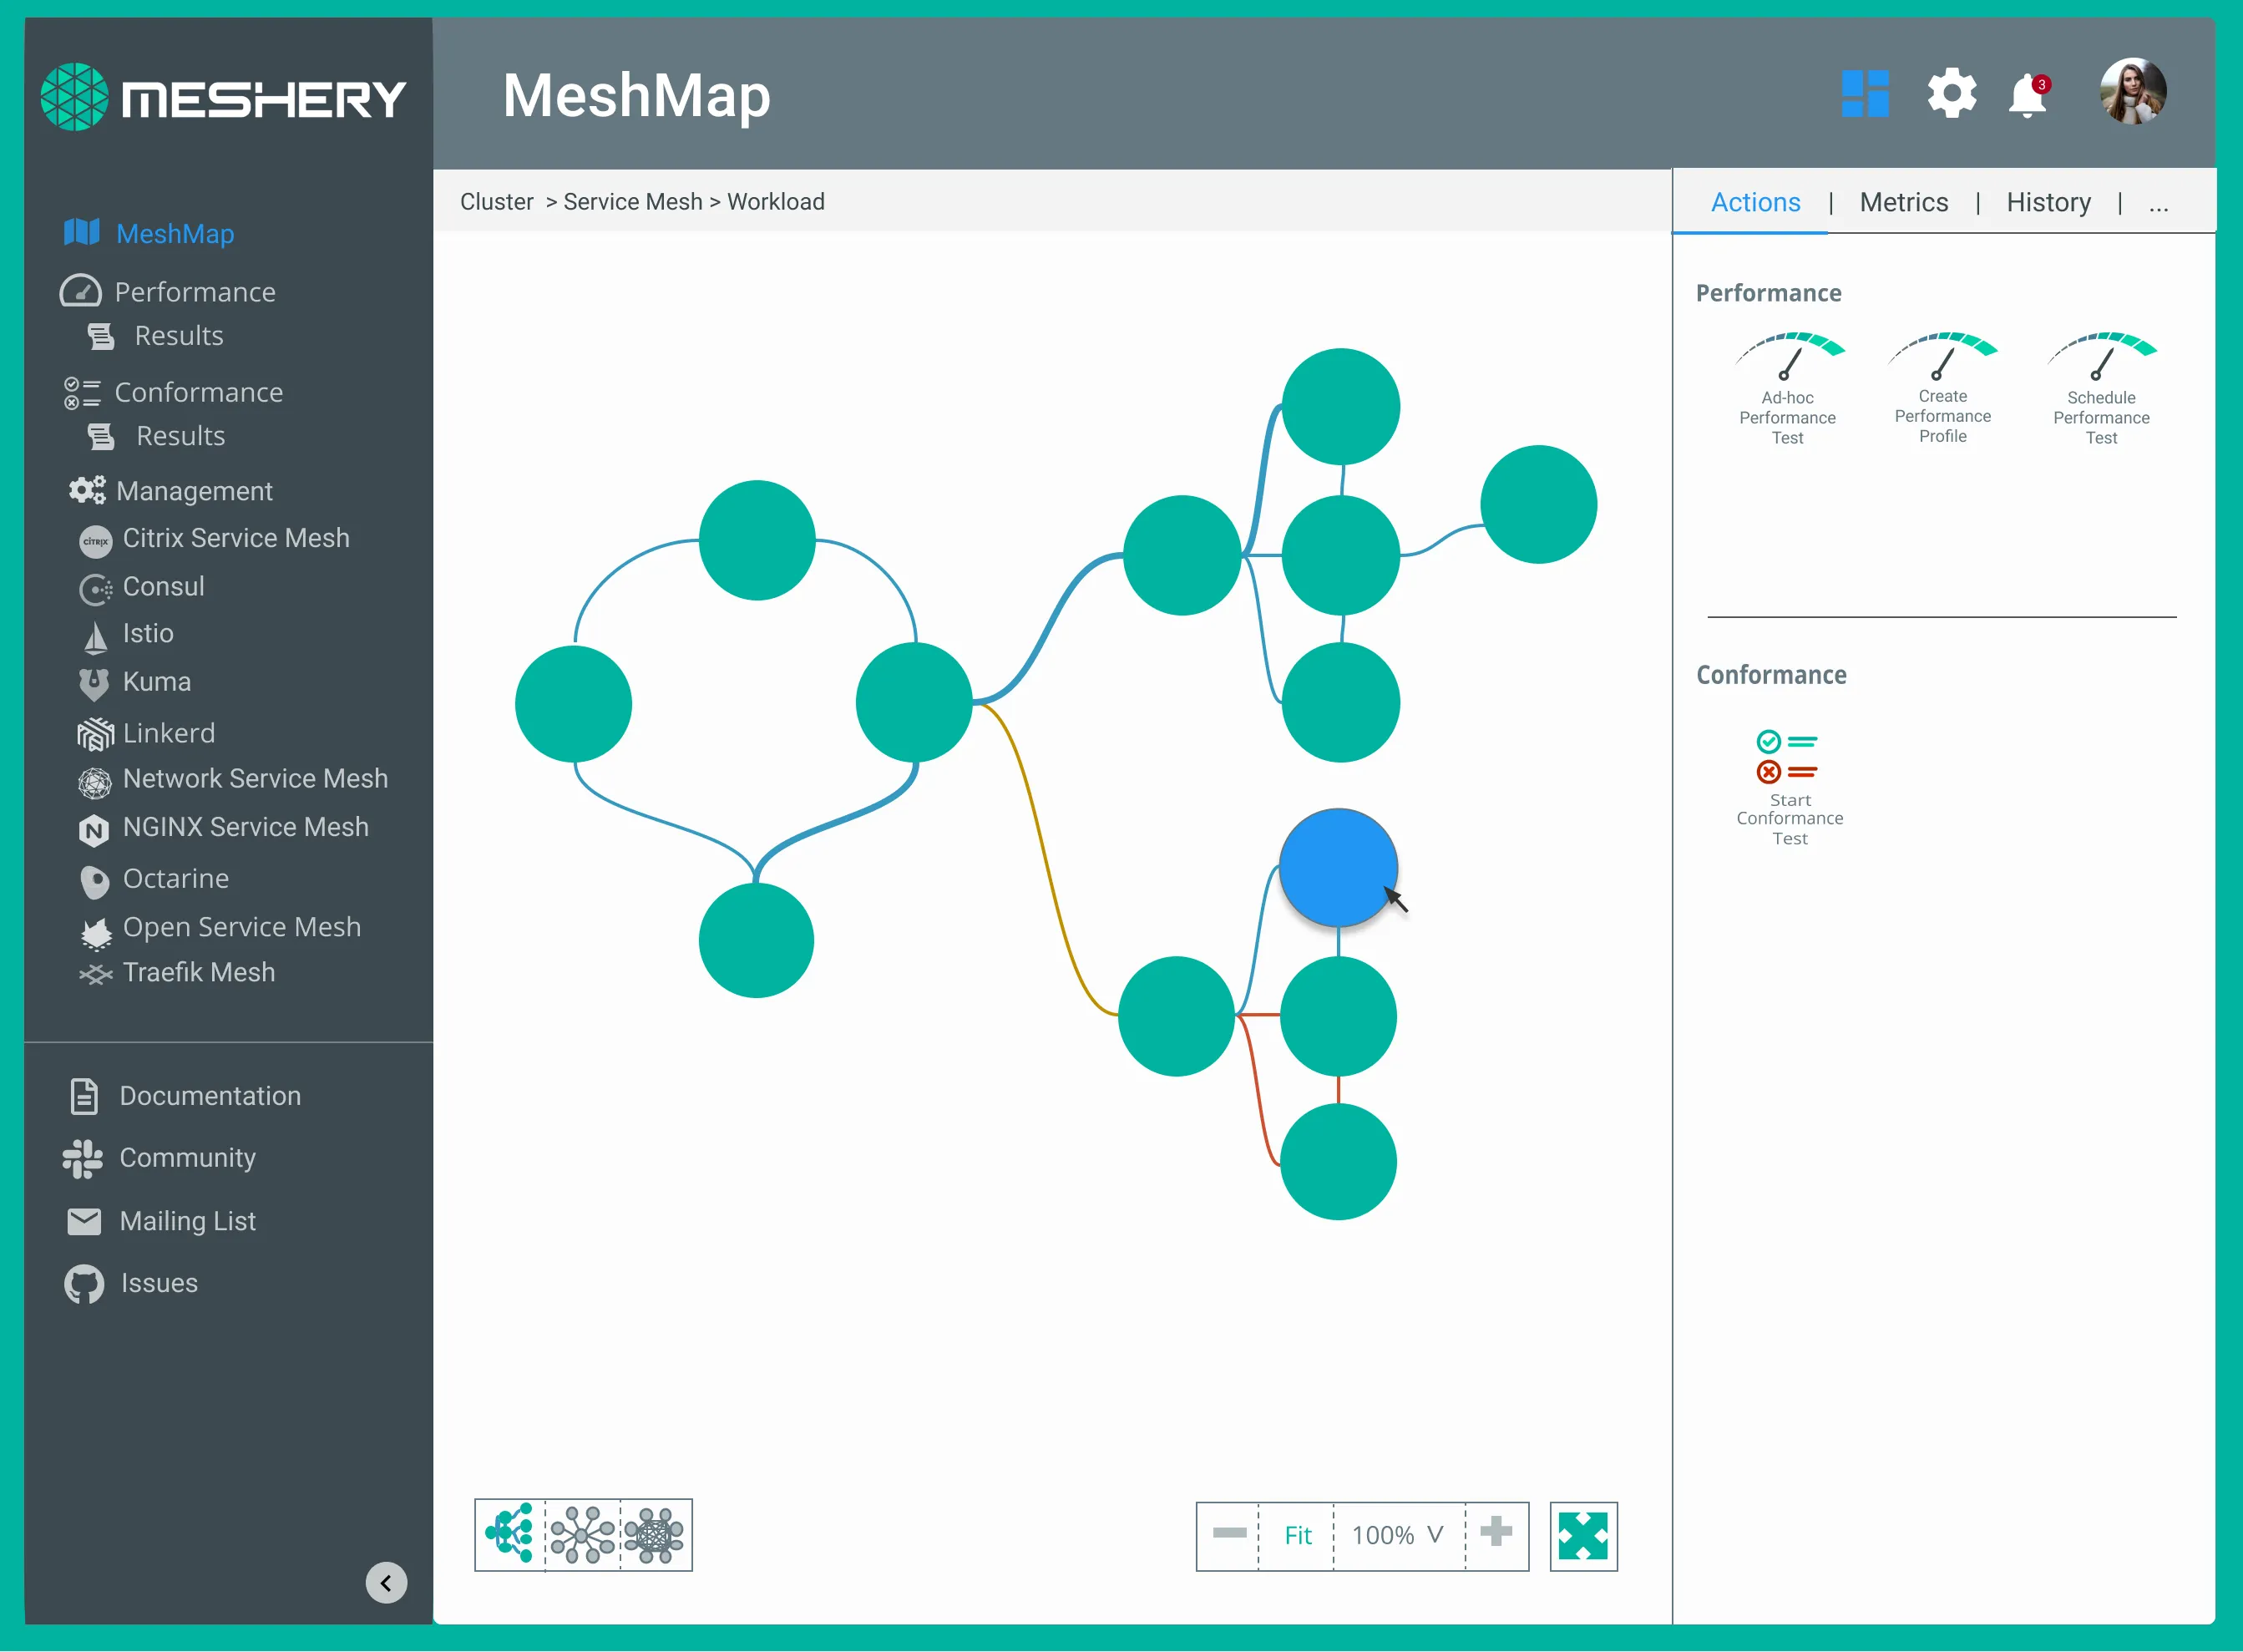 MESHERY
MeshMap
3
Cluster > Service Mesh > Workload
Actions | Metrics | History | ...
MeshMap
Performance
Results
Conformance
Results
Management
CİTRIX
Citrix Service Mesh
Consul
Istio
Kuma
Linkerd
Network Service Mesh
N
NGINX Service Mesh
Octarine
Open Service Mesh
Traefik Mesh
Documentation
Community
Mailing List
Issues
Performance
Ad-hoc
Performance
Test
Create
Performance
Profile
Schedule
Performance
Test
Conformance
Start
Conformance
Test
Fit
100% V